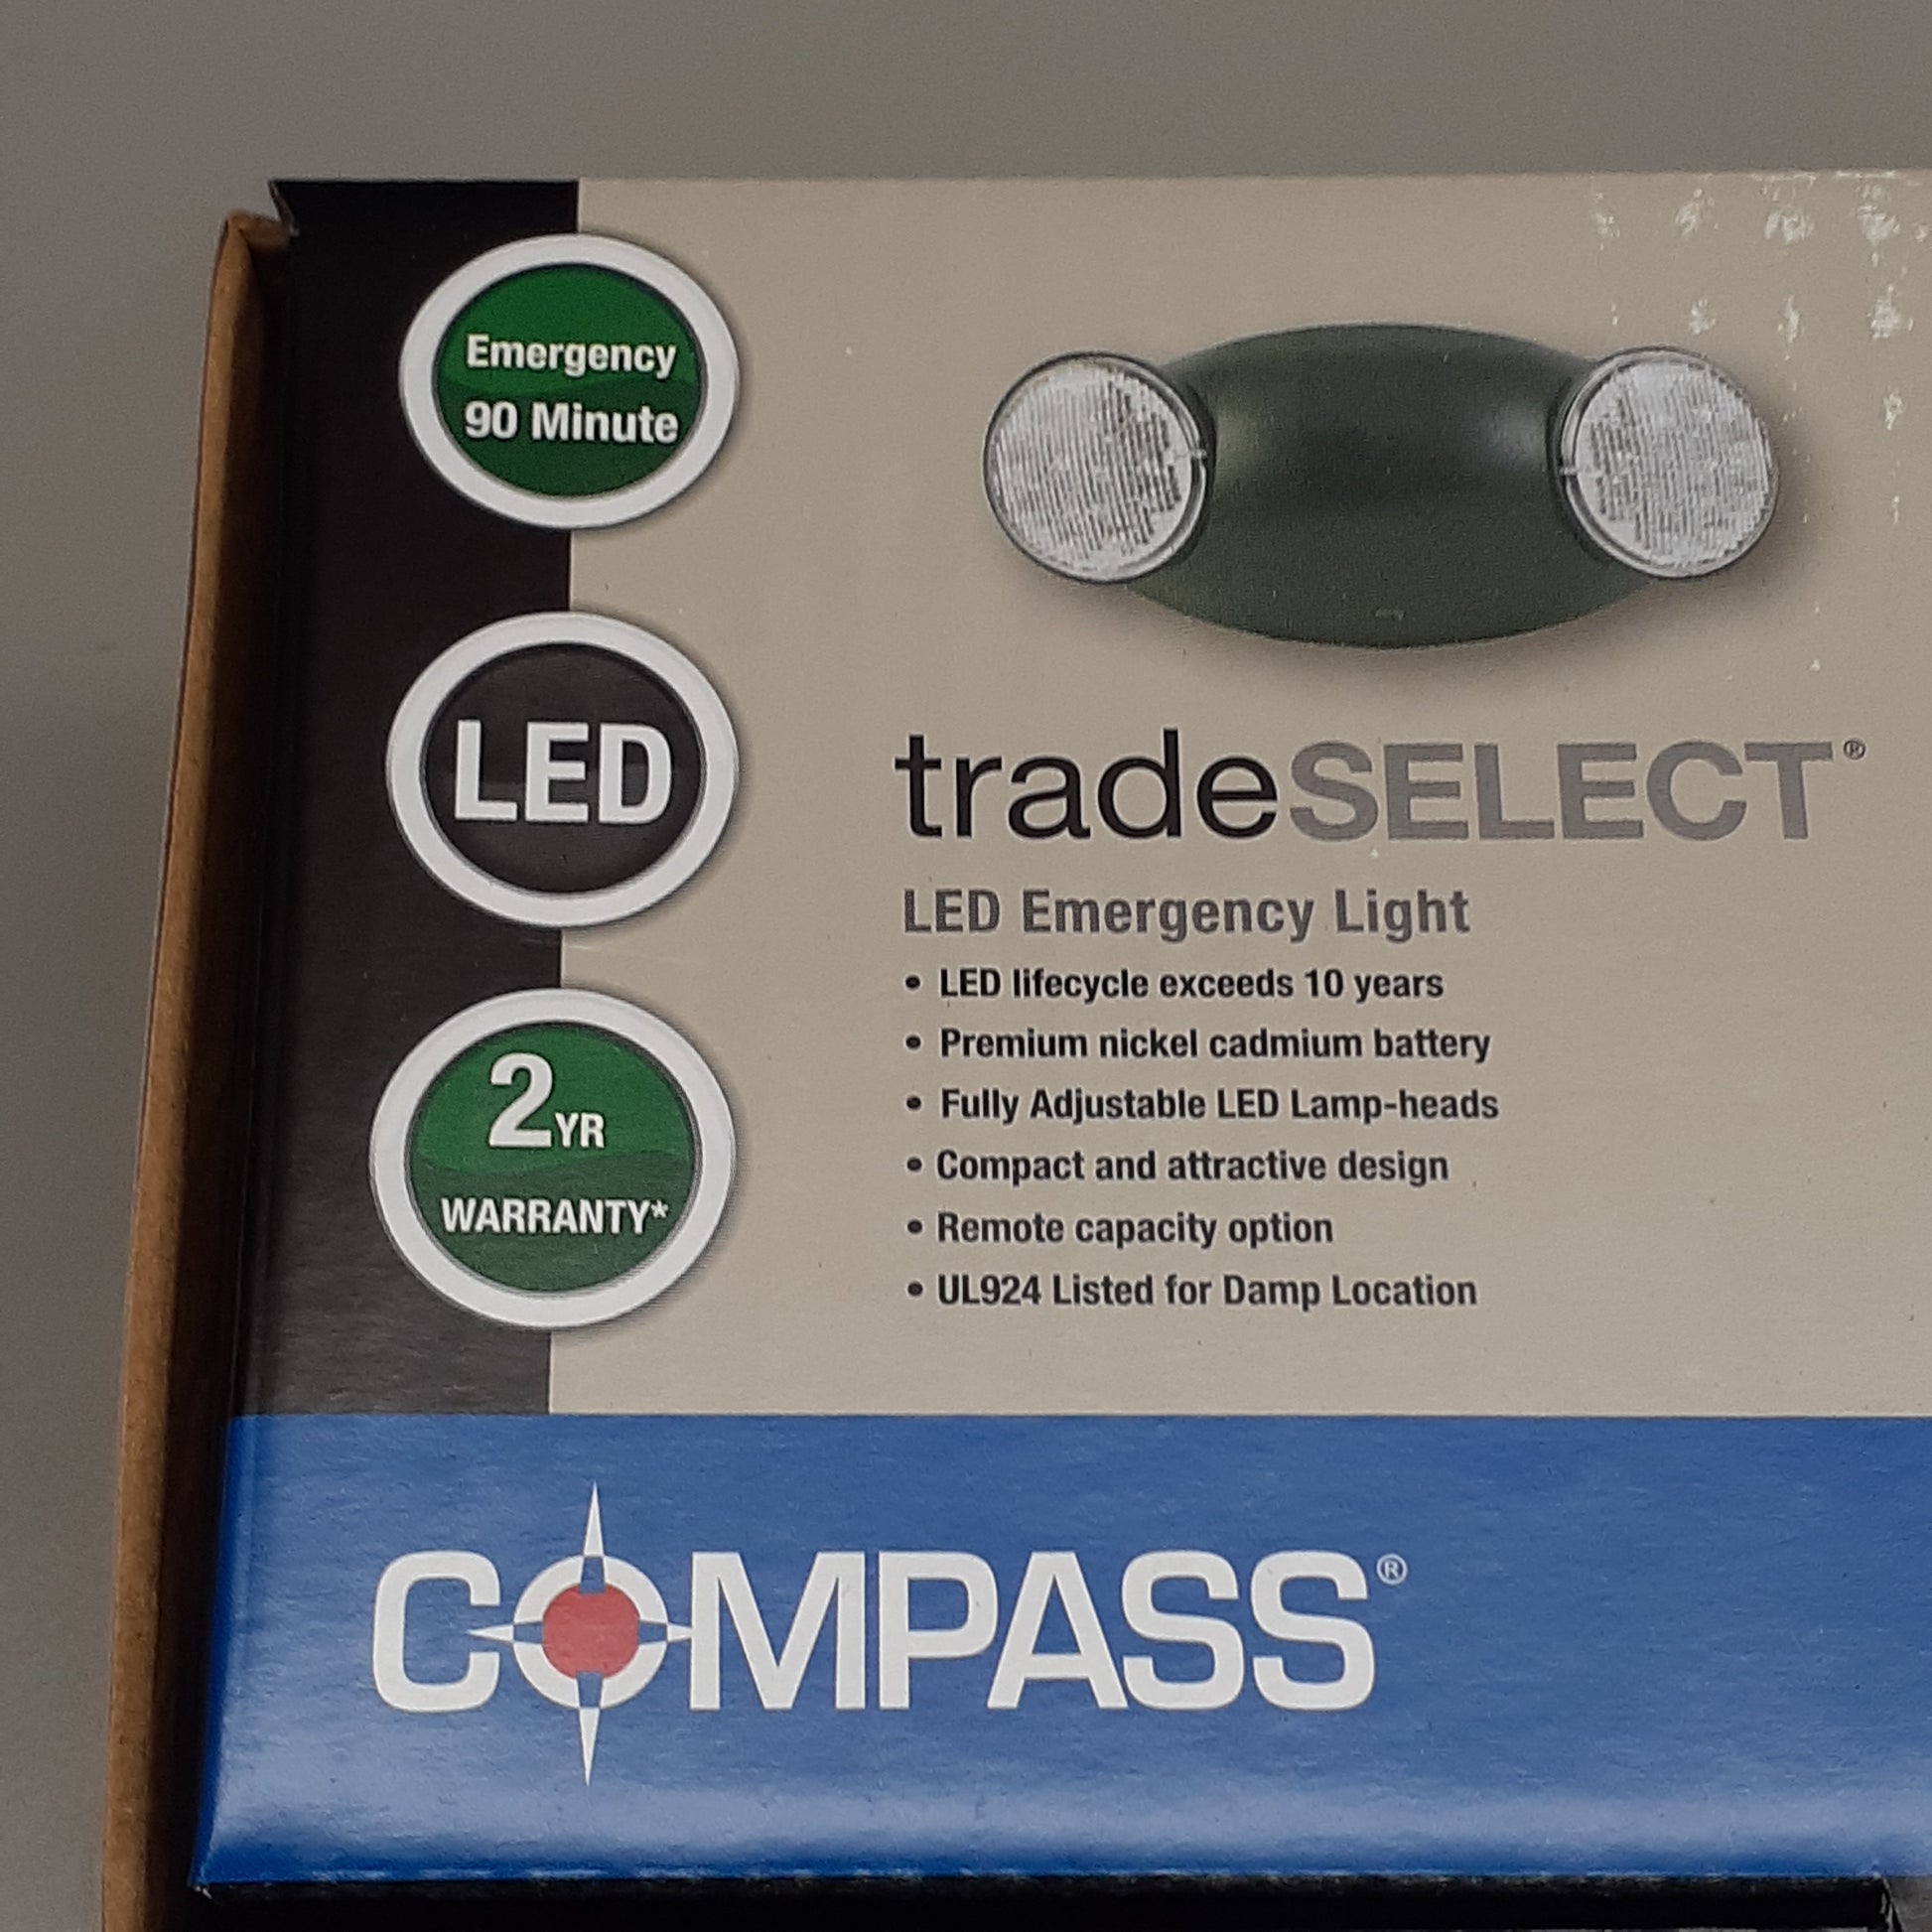 Emergency
90 Minute
LED
2YR
WARRANTY*
tradeSELECT®
LED Emergency Light
• LED lifecycle exceeds 10 years
• Premium nickel cadmium battery
• Fully Adjustable LED Lamp-heads
• Compact and attractive design
• Remote capacity option
• UL924 Listed for Damp Location
COMPASS®